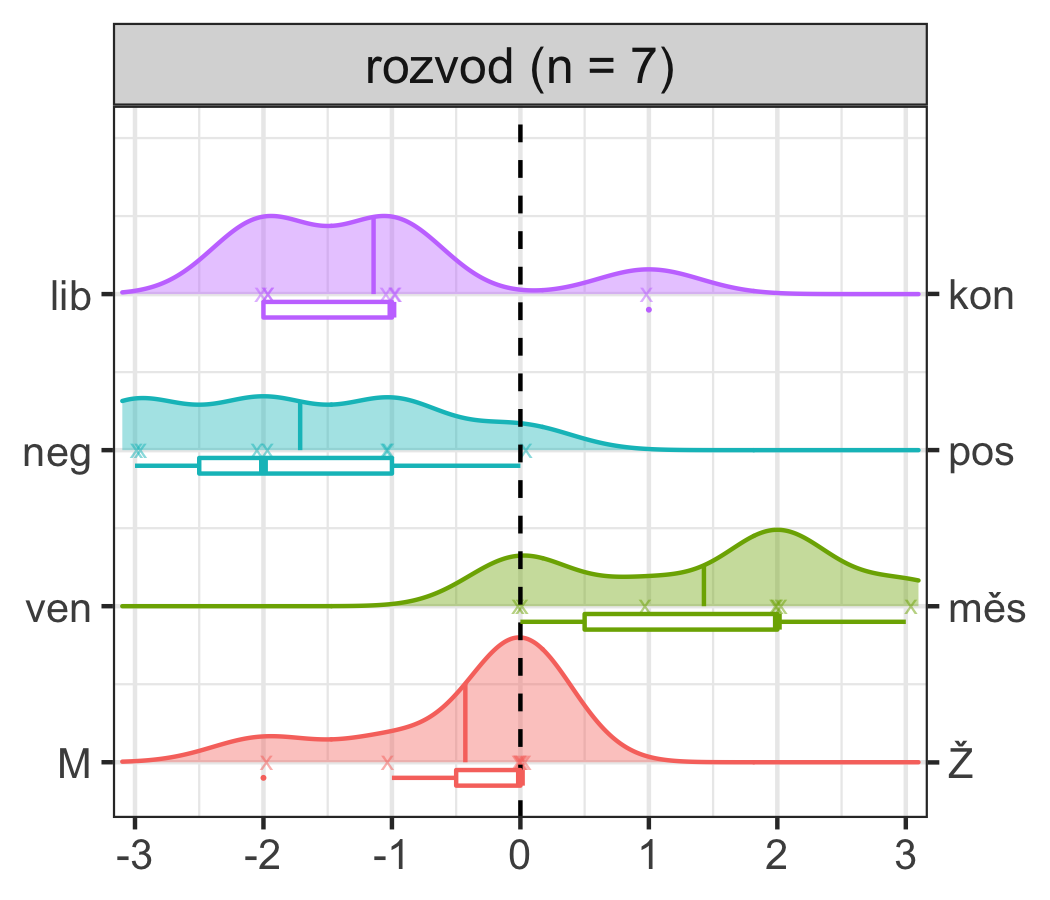 rozvod (n = 7)
lib kon
neg pos
ven měs
M Ž
-3 -2 -1 0 1 2 3